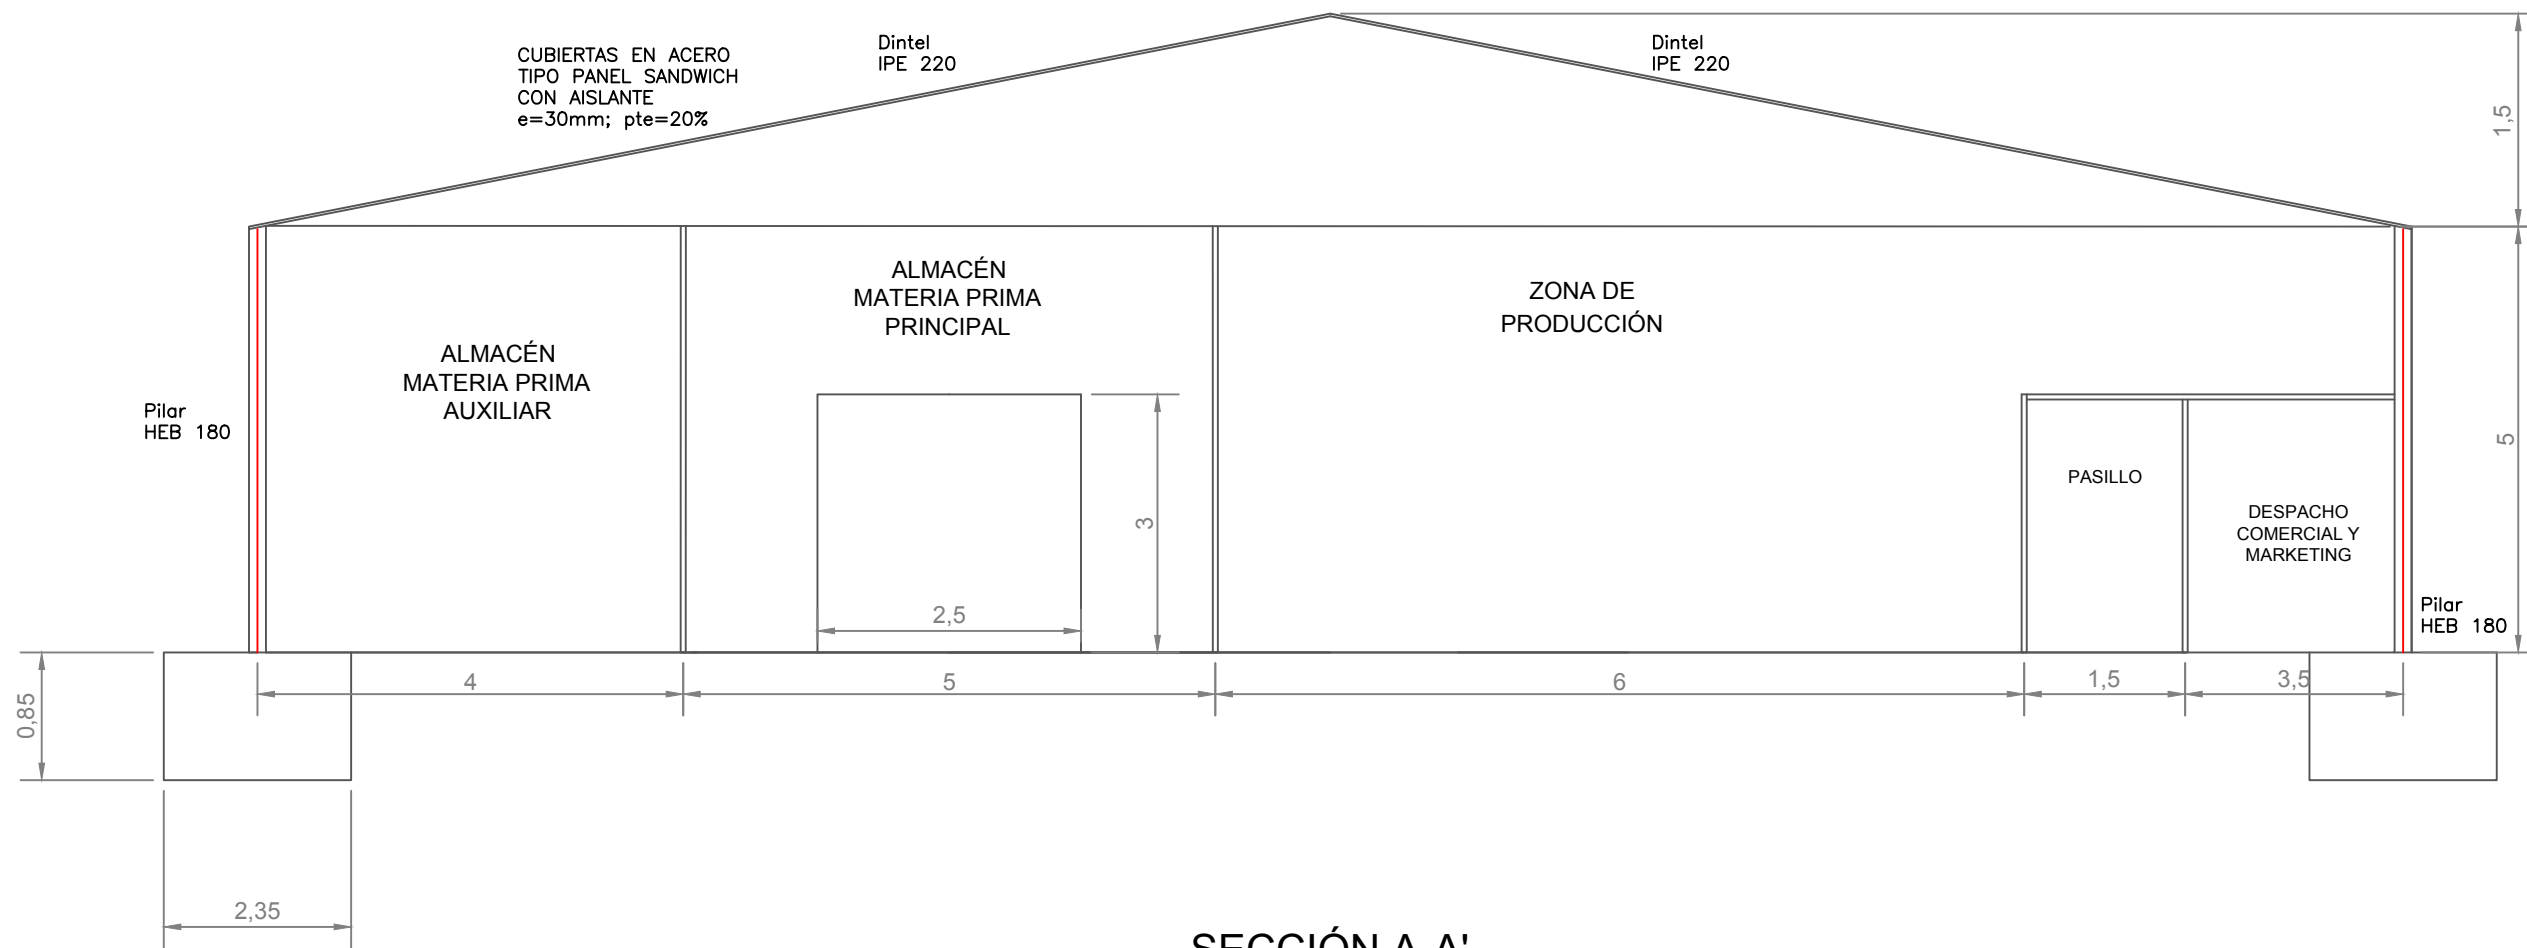 CUBIERTAS EN ACERO
TIPO PANEL SANDWICH
CON AISLANTE
e=30mm; pte=20%
Dintel
IPE 220
Dintel
IPE 220
1,5
ALMACÉN
MATERIA PRIMA
AUXILIAR
ALMACÉN
MATERIA PRIMA
PRINCIPAL
ZONA DE
PRODUCCIÓN
Pilar
HEB 180
5
3
2,5
PASILLO
DESPACHO
COMERCIAL Y
MARKETING
Pilar
HEB 180
4
5
6
1,5
3,5
0,85
2,35
SECCIÓN A-A'